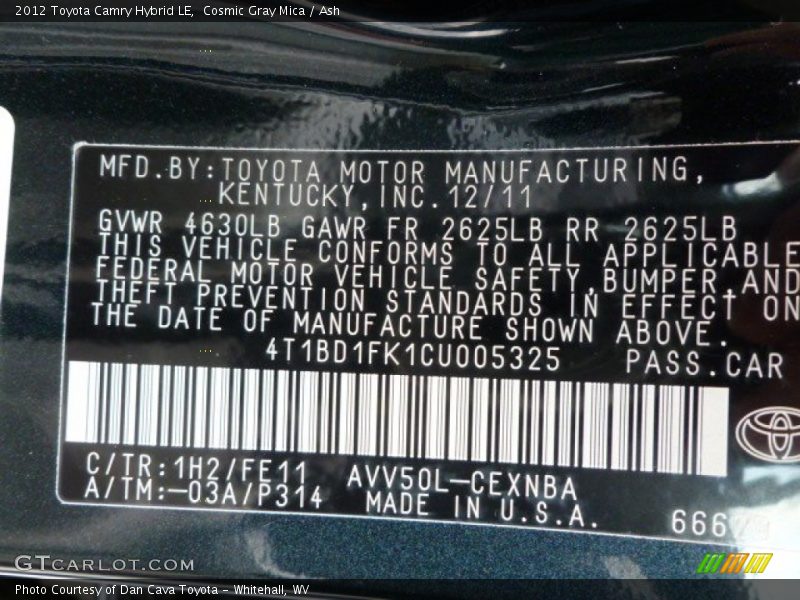 2012 Toyota Camry Hybrid LE, Cosmic Gray Mica / Ash
MFD.BY:TOYOTA MOTOR MANUFACTURING,
KENTUCKY,INC.12/11
GVWR 4630LB GAWR FR 2625LB RR 2625LB
THIS VEHICLE CONFORMS TO ALL APPLICABLE
FEDERAL MOTOR VEHICLE SAFETY,BUMPER,AND
THEFT PREVENTION STANDARDS IN EFFECT ON
THE DATE OF MANUFACTURE SHOWN ABOVE.
4T1BD1FK1CU005325 PASS.CAR
C/TR:1H2/FE11 AVV50L-CEXNBA
A/TM:-03A/P314 MADE IN U.S.A.
GTCARLOT.COM
Photo Courtesy of Dan Cava Toyota - Whitehall, WV